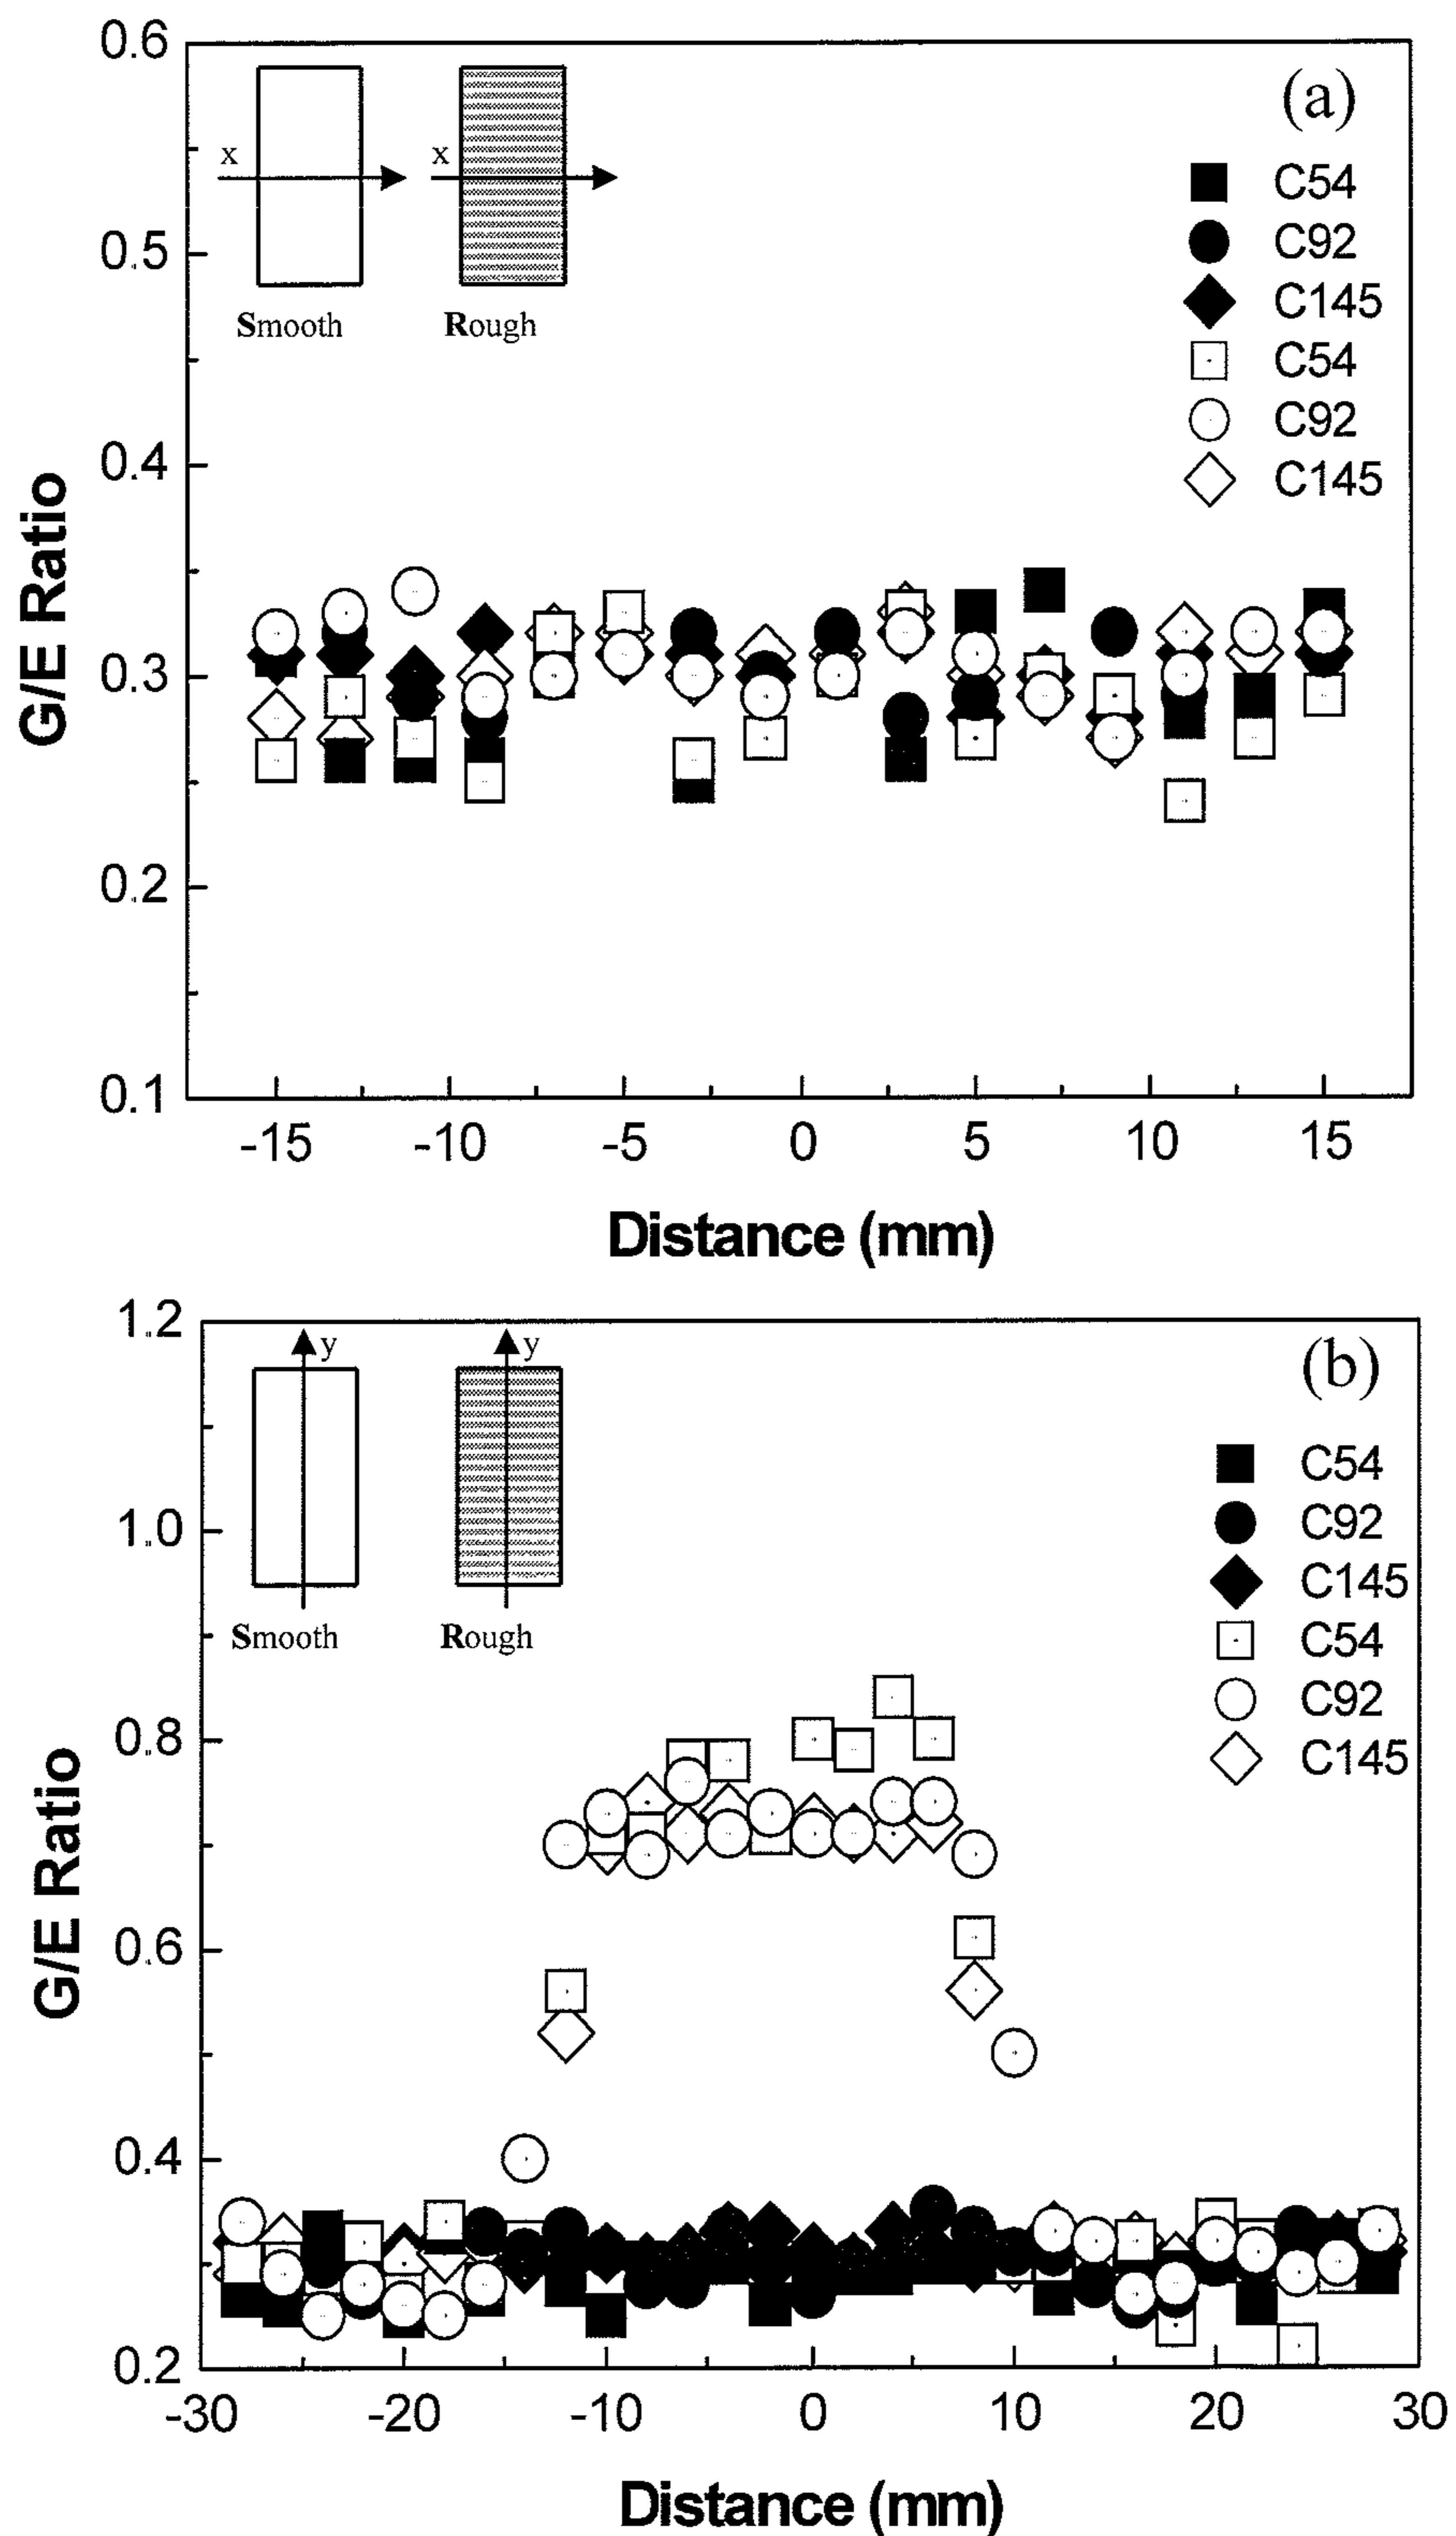 0.6
(a)
x
x
C54
0.5
C92
C145
Smooth
Rough
C54
C92
0.4
C145
G/E Ratio
0.3
0.2
0.1
-15
-10
-5
0
5
10
15
Distance (mm)
1.2
y
y
(b)
C54
1.0
C92
C145
Smooth
Rough
C54
C92
0.8
C145
G/E Ratio
0.6
0.4
0.2
-30
-20
-10
0
10
20
30
Distance (mm)